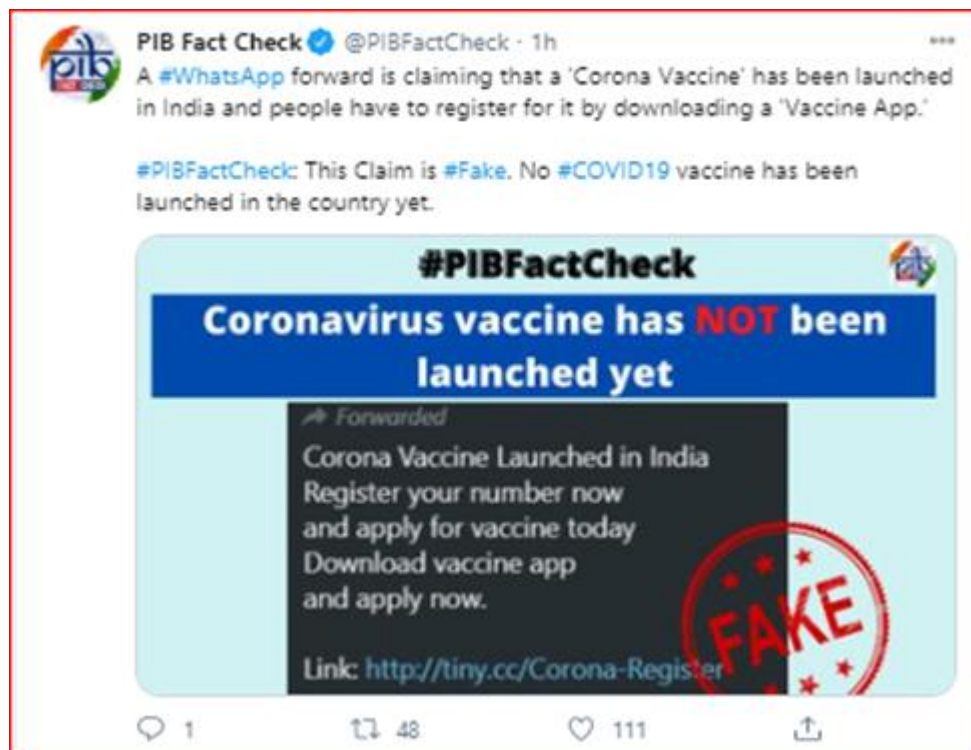 PIB Fact Check @PIBFactCheck · 1h
A #WhatsApp forward is claiming that a 'Corona Vaccine' has been launched
in India and people have to register for it by downloading a 'Vaccine App.'
#PIBFactCheck: This Claim is #Fake. No #COVID19 vaccine has been
launched in the country yet.
#PIBFactCheck
Coronavirus vaccine has NOT been
launched yet
Forwarded
Corona Vaccine Launched in India
Register your number now
and apply for vaccine today
Download vaccine app
and apply now.
Link: http://tiny.cc/Corona-Register
FAKE
1 48 111